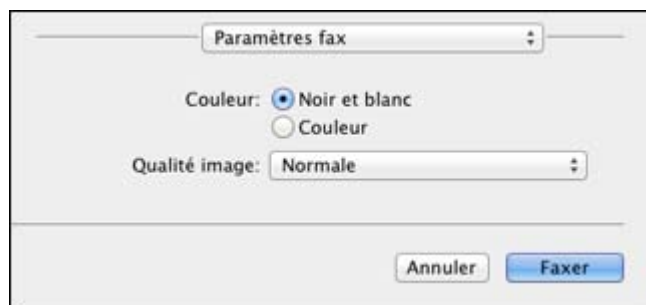 Paramètres fax
Couleur: Noir et blanc
Couleur
Qualité image: Normale
Annuler Faxer